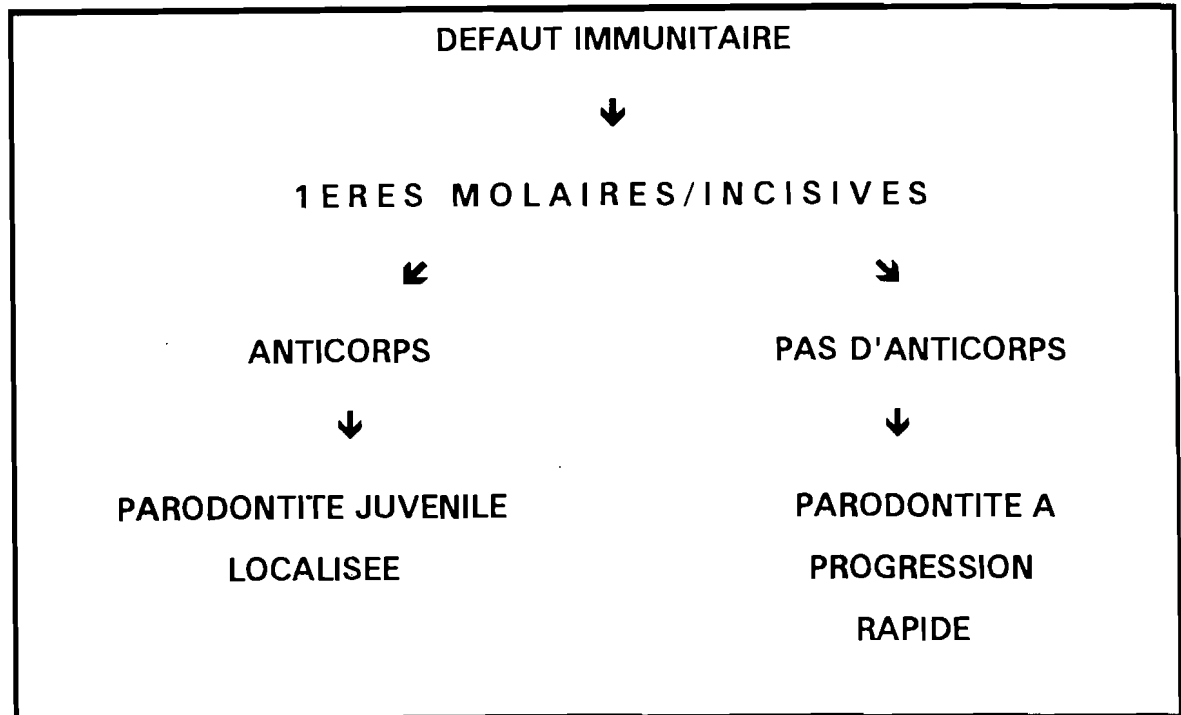 DEFAUT IMMUNITAIRE
1ERES MOLAIRES/INCISIVES
ANTICORPS PAS D'ANTICORPS
PARODONTITE JUVENILE PARODONTITE A
LOCALISEE PROGRESSION
RAPIDE